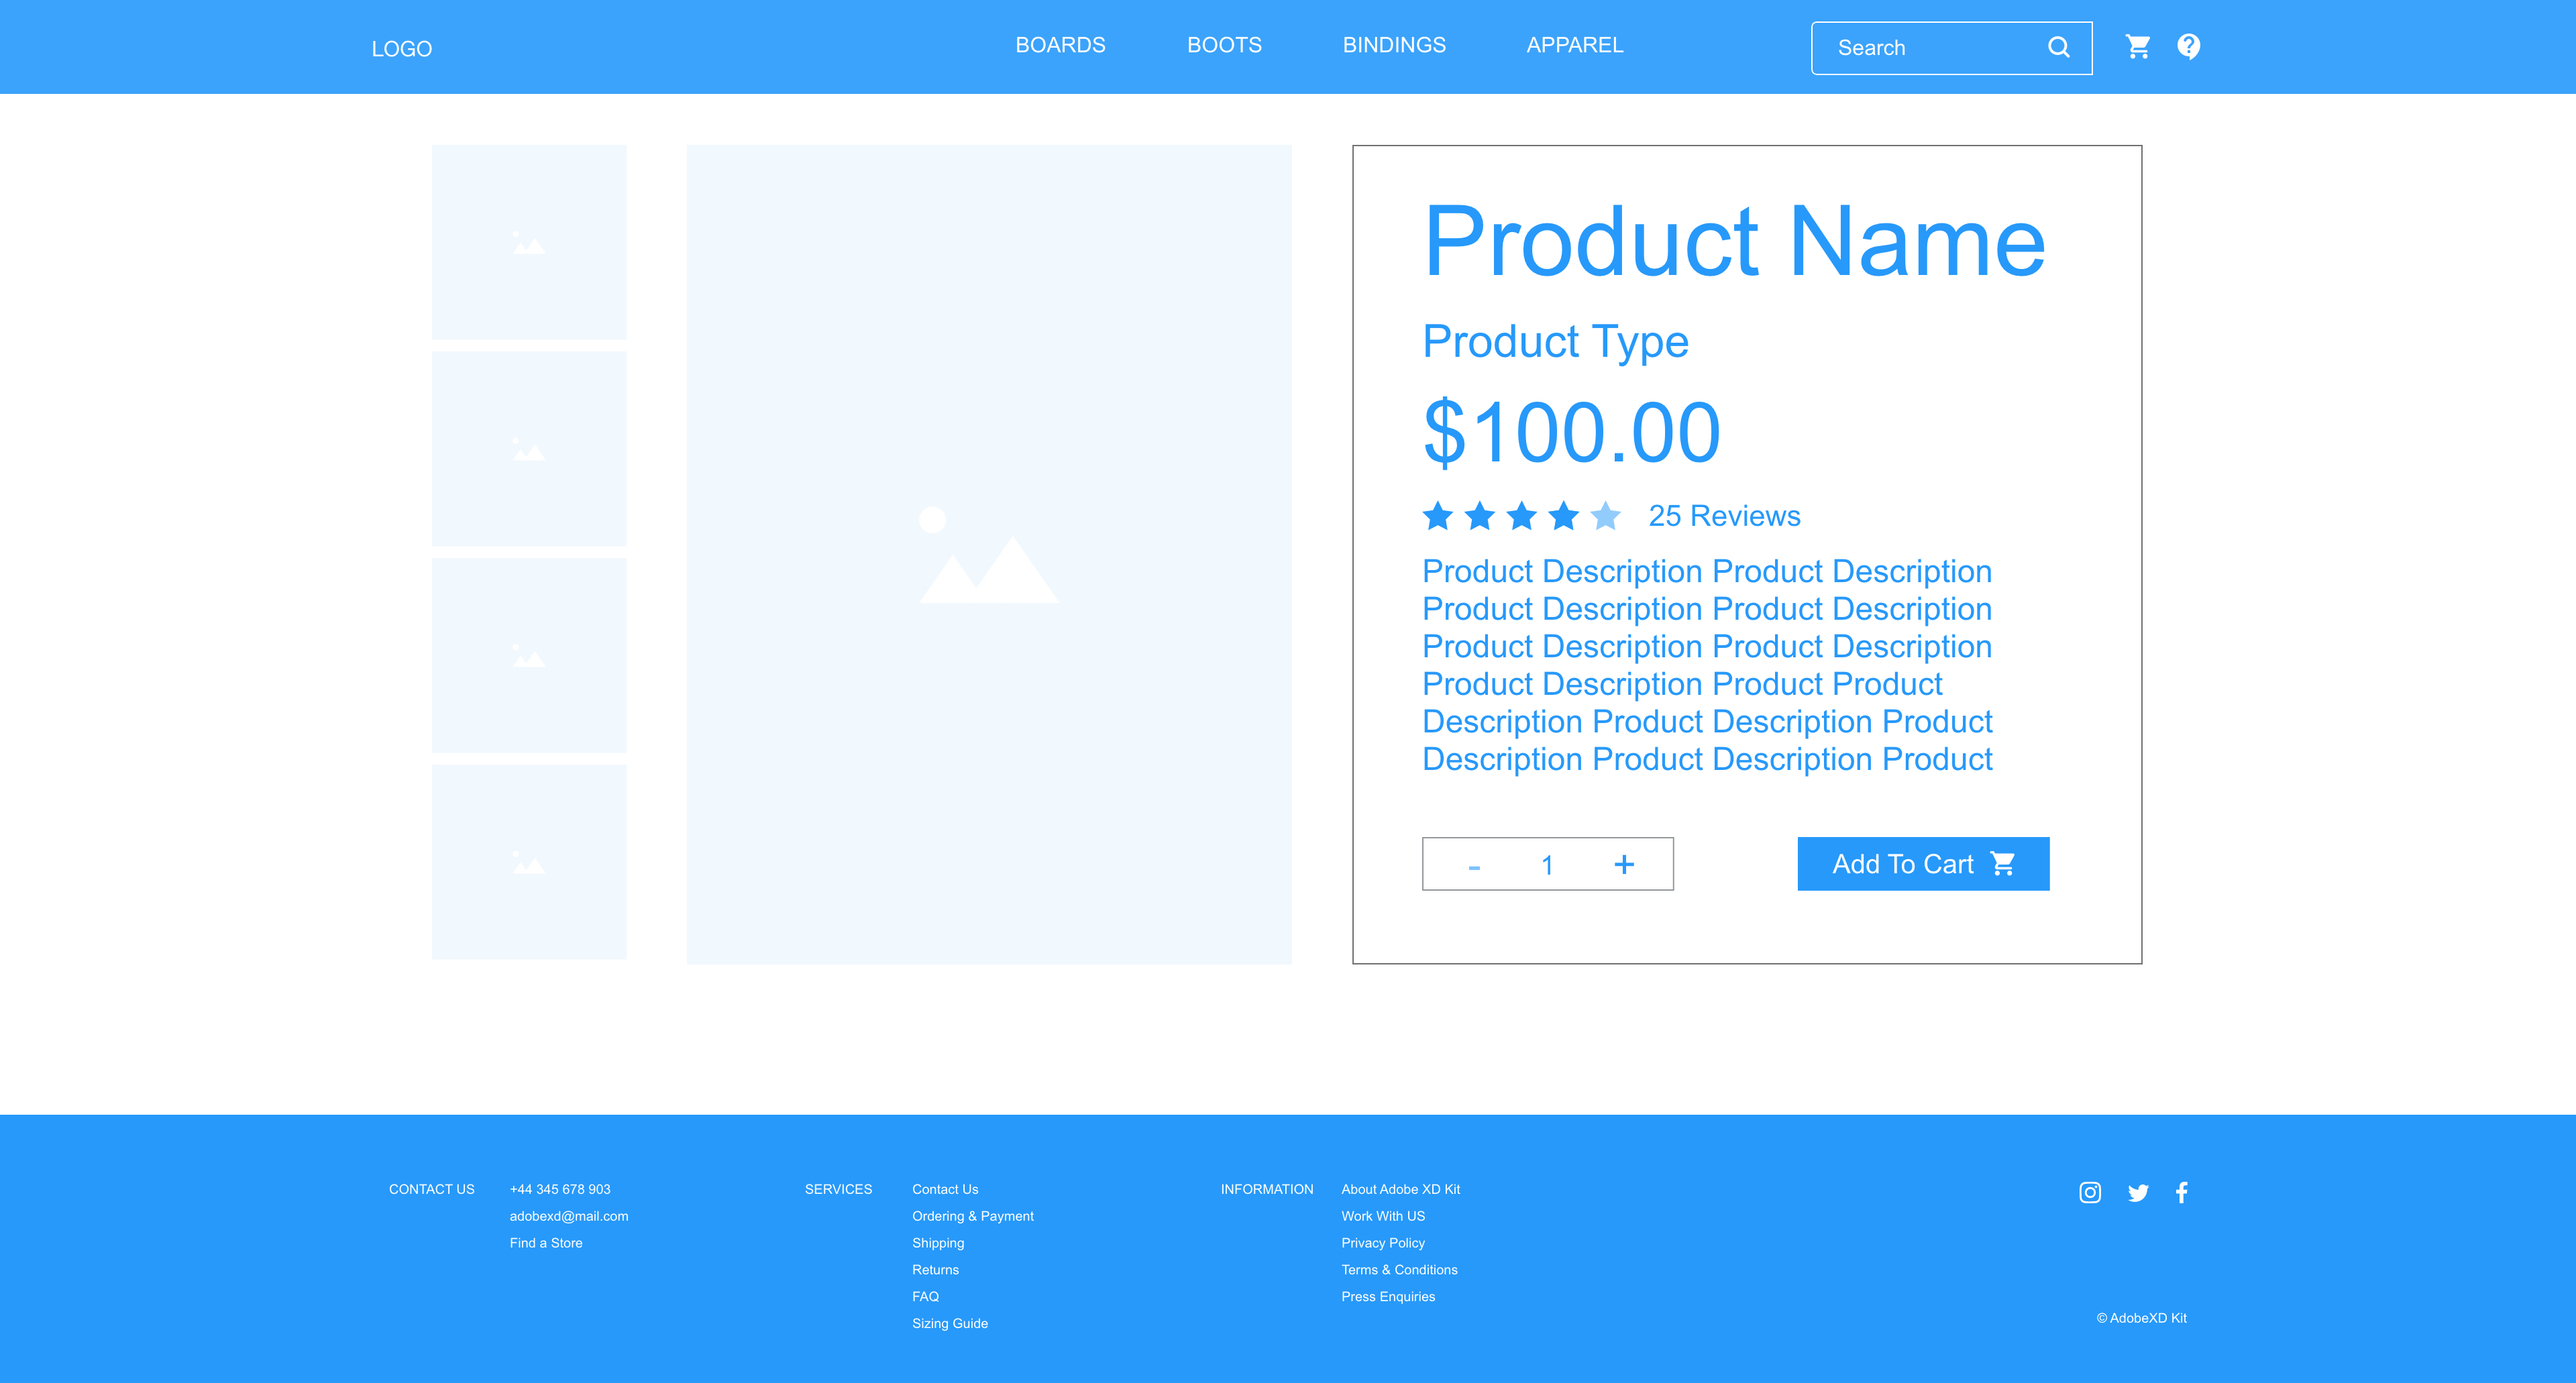 LOGO
BOARDS
BOOTS
BINDINGS
APPAREL
Search
Product Name
Product Type
$100.00
25 Reviews
Product Description Product Description
Product Description Product Description
Product Description Product Description
Product Description Product Product
Description Product Description Product
Description Product Description Product
- 1 +
Add To Cart
CONTACT US
+44 345 678 903
adobexd@mail.com
Find a Store
SERVICES
Contact Us
Ordering & Payment
Shipping
Returns
FAQ
Sizing Guide
INFORMATION
About Adobe XD Kit
Work With US
Privacy Policy
Terms & Conditions
Press Enquiries
© AdobeXD Kit